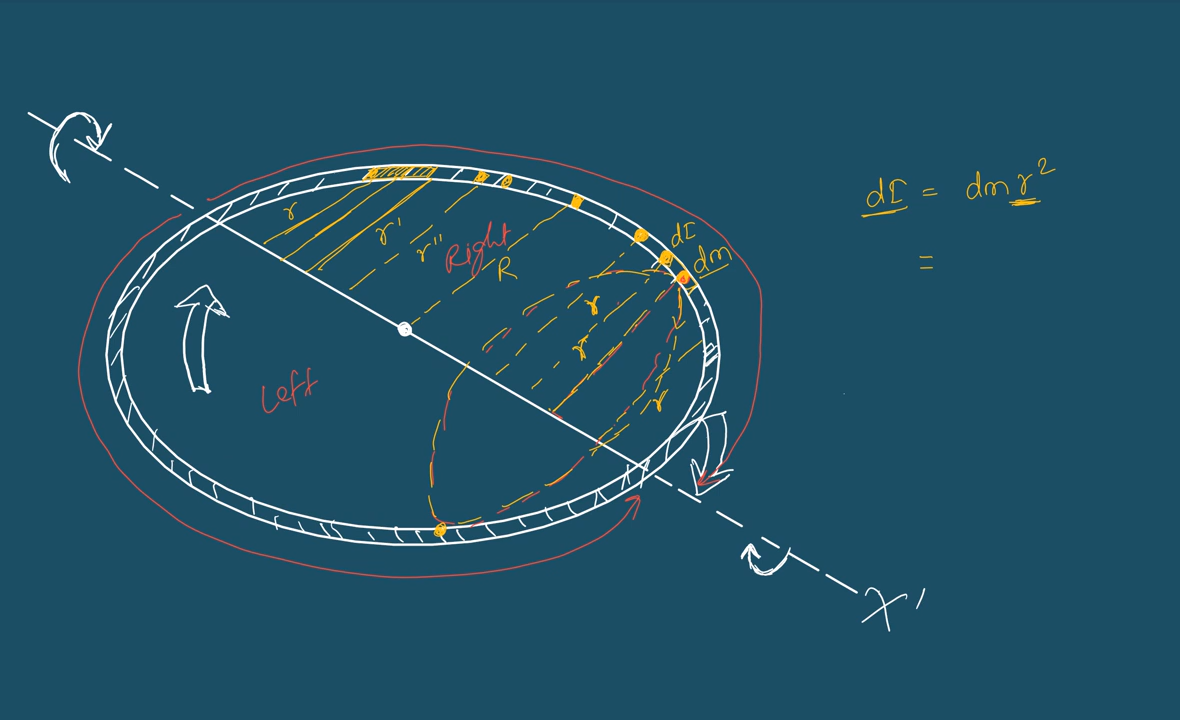 dI = dm r²
=
dI
dm
r
r'
r"
Right
R
r
r
r
Left
X'